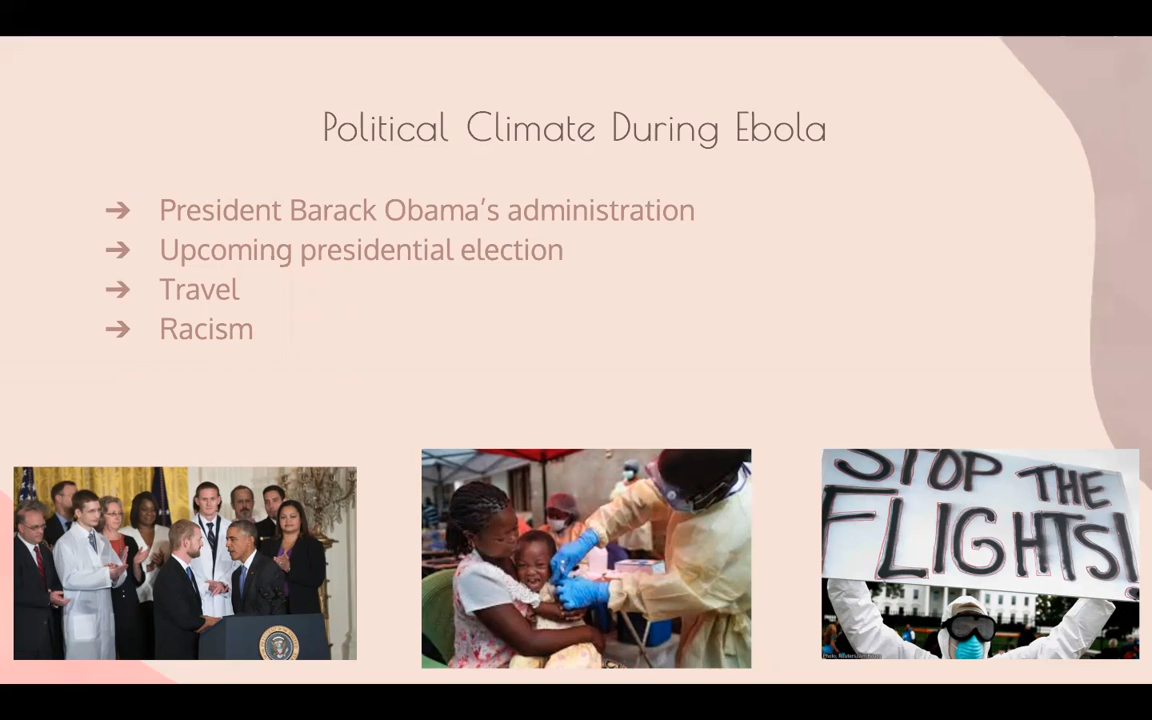 Political Climate During Ebola
➔ President Barack Obama's administration
➔ Upcoming presidential election
➔ Travel
➔ Racism
STOP THE
FLIGHTS!